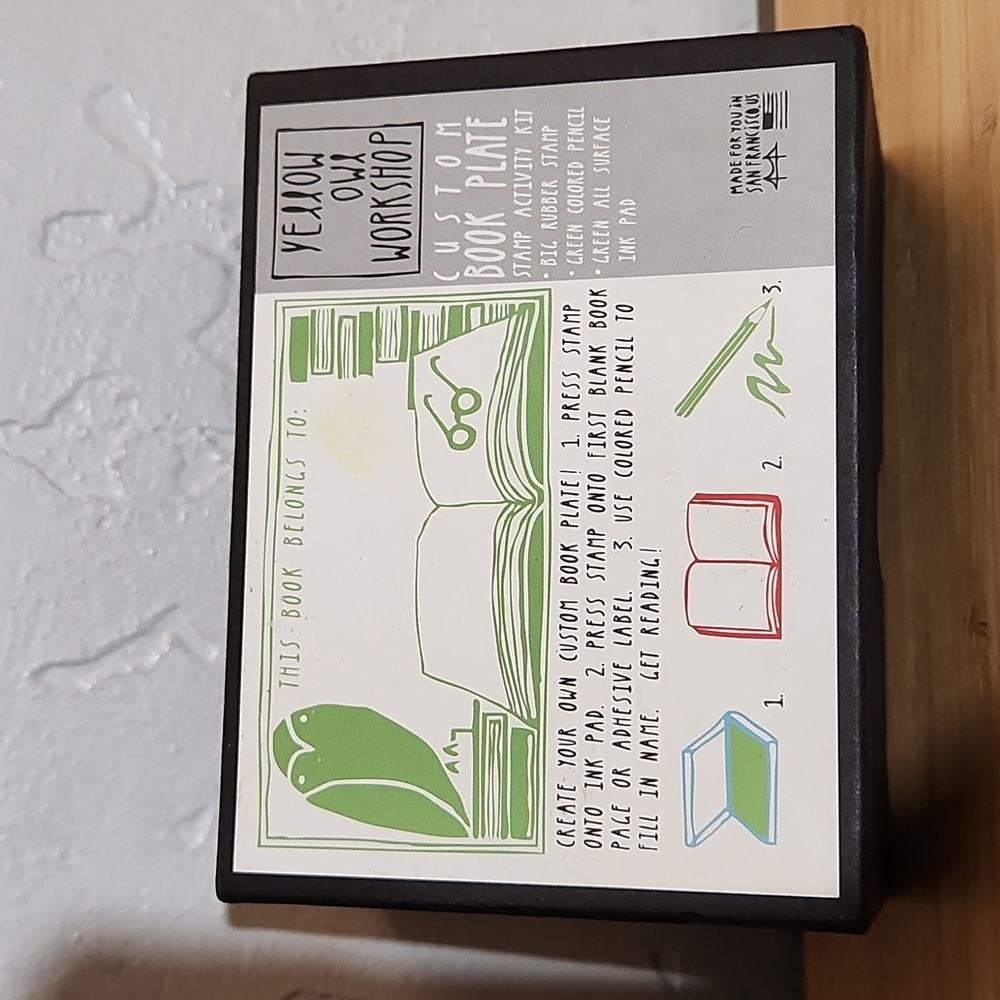 THIS BOOK BELONGS TO:
CREATE YOUR OWN CUSTOM BOOK PLATE! 1. PRESS STAMP
ONTO INK PAD. 2. PRESS STAMP ONTO FIRST BLANK BOOK
PAGE OR ADHESIVE LABEL. 3. USE COLORED PENCIL TO
FILL IN NAME. GET READING!
1. 2. 3.
YELLOW
OWL
WORKSHOP
CUSTOM
BOOK PLATE
STAMP ACTIVITY KIT
• BIG RUBBER STAMP
• GREEN COLORED PENCIL
• GREEN ALL SURFACE
INK PAD
MADE FOR YOU IN
SAN FRANCISCO, US